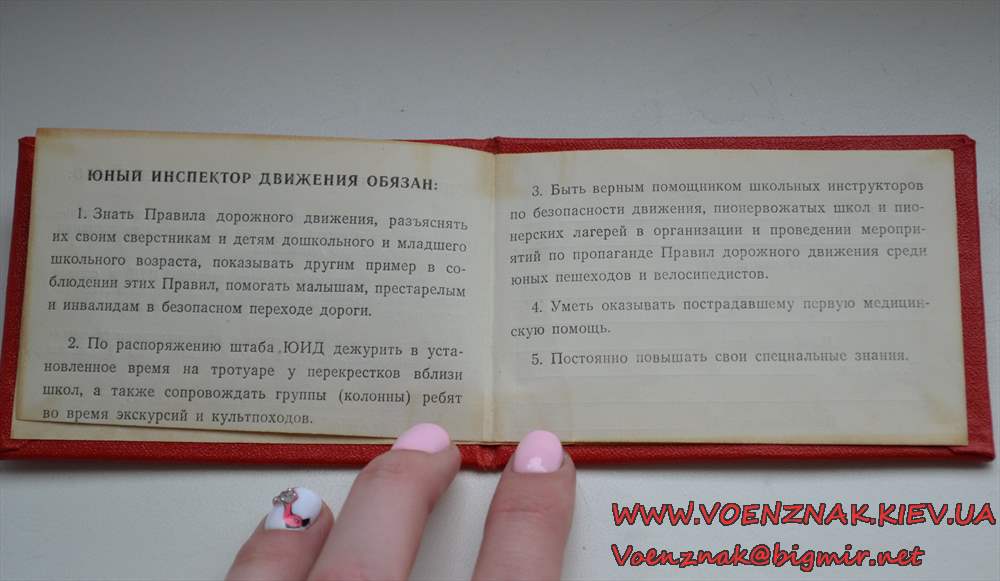 ЮНЫЙ ИНСПЕКТОР ДВИЖЕНИЯ ОБЯЗАН:
1. Знать Правила дорожного движения, разъяснять
их своим сверстникам и детям дошкольного и младшего
школьного возраста, показывать другим пример в со-
блюдении этих Правил, помогать малышам, престарелым
и инвалидам в безопасном переходе дороги.
2. По распоряжению штаба ЮИД дежурить в уста-
новленное время на тротуаре у перекрестков вблизи
школ, а также сопровождать группы (колонны) ребят
во время экскурсий и культпоходов.
3. Быть верным помощником школьных инструкторов
по безопасности движения, пионервожатых школ и пио-
нерских лагерей в организации и проведении меропри-
ятий по пропаганде Правил дорожного движения среди
юных пешеходов и велосипедистов.
4. Уметь оказывать пострадавшему первую медицин-
скую помощь.
5. Постоянно повышать свои специальные знания.
WWW.VOENZNAK.KIEV.UA
Voenznak@bigmir.net